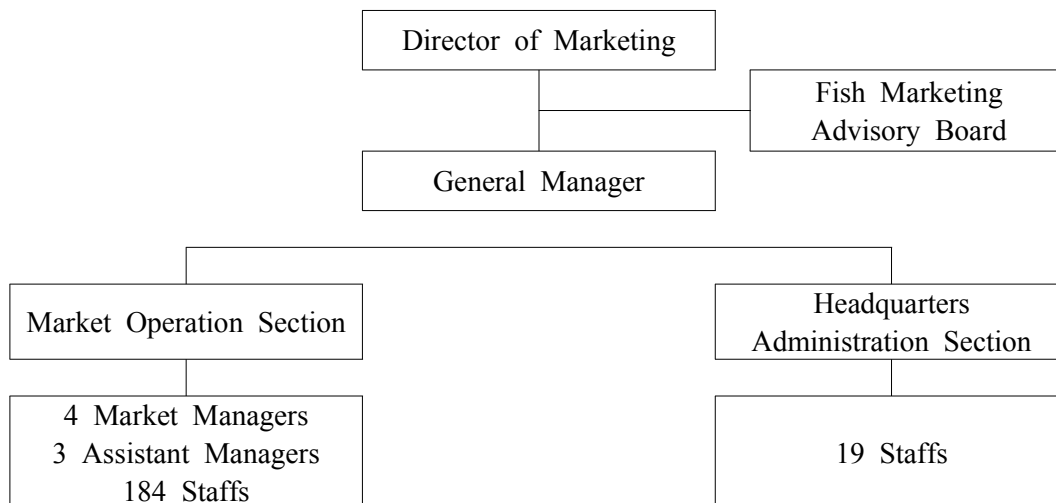 Director of Marketing
Fish Marketing
Advisory Board
General Manager
Market Operation Section
Headquarters
Administration Section
4 Market Managers
3 Assistant Managers
184 Staffs
19 Staffs